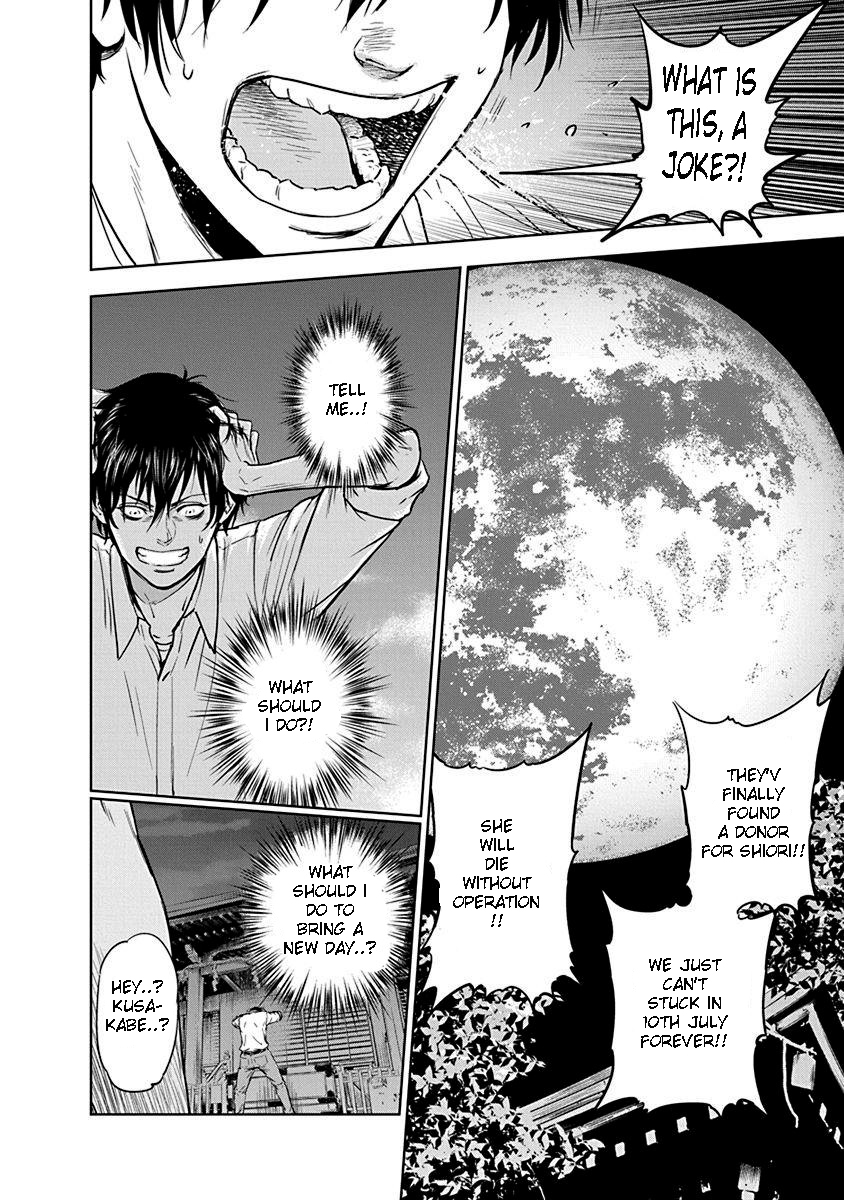 WHAT IS
THIS, A
JOKE?!
THEY'V
FINALLY
FOUND
A DONOR
FOR SHIORI!!
WE JUST
CAN'T
STUCK IN
10TH JULY
FOREVER!!
SHE
WILL
DIE
WITHOUT
OPERATION
!!
TELL
ME..!
WHAT
SHOULD
I DO?!
WHAT
SHOULD I
DO TO
BRING A
NEW DAY..?
HEY..?
KUSA-
KABE..?